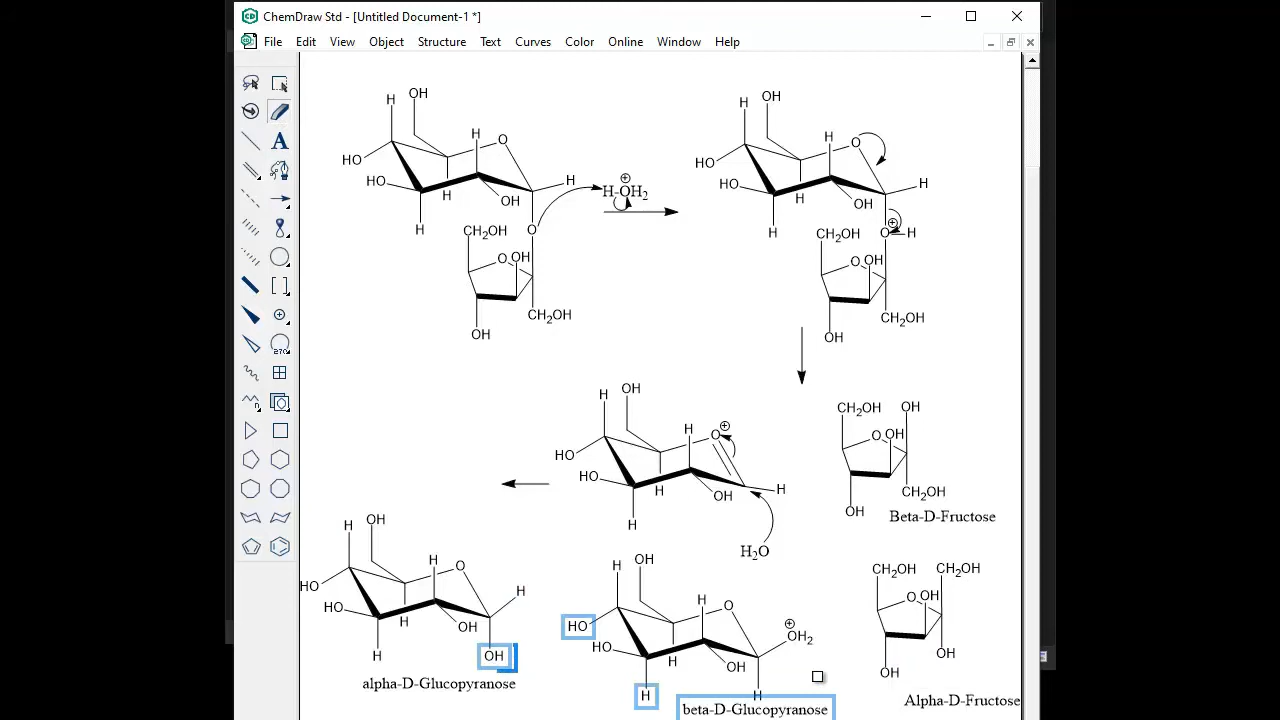 ChemDraw Std - [Untitled Document-1 *]
File Edit View Object Structure Text Curves Color Online Window Help
H OH
HO
HO
H
H
H
OH
O
H
O
H-OH2
⊕
CH2OH
O
OH
CH2OH
OH
H OH
HO
HO
H
H
H
OH
O
H
⊕
O-H
CH2OH
O
OH
CH2OH
OH
H OH
HO
HO
H
H
H
OH
O
⊕
H
H2O
CH2OH OH
O
OH
CH2OH
OH
Beta-D-Fructose
H OH
HO
HO
H
H
H
OH
O
H
OH
alpha-D-Glucopyranose
H OH
HO
HO
H
H
H
OH
O
⊕
OH2
H
beta-D-Glucopyranose
CH2OH CH2OH
O
OH
OH
OH
Alpha-D-Fructose